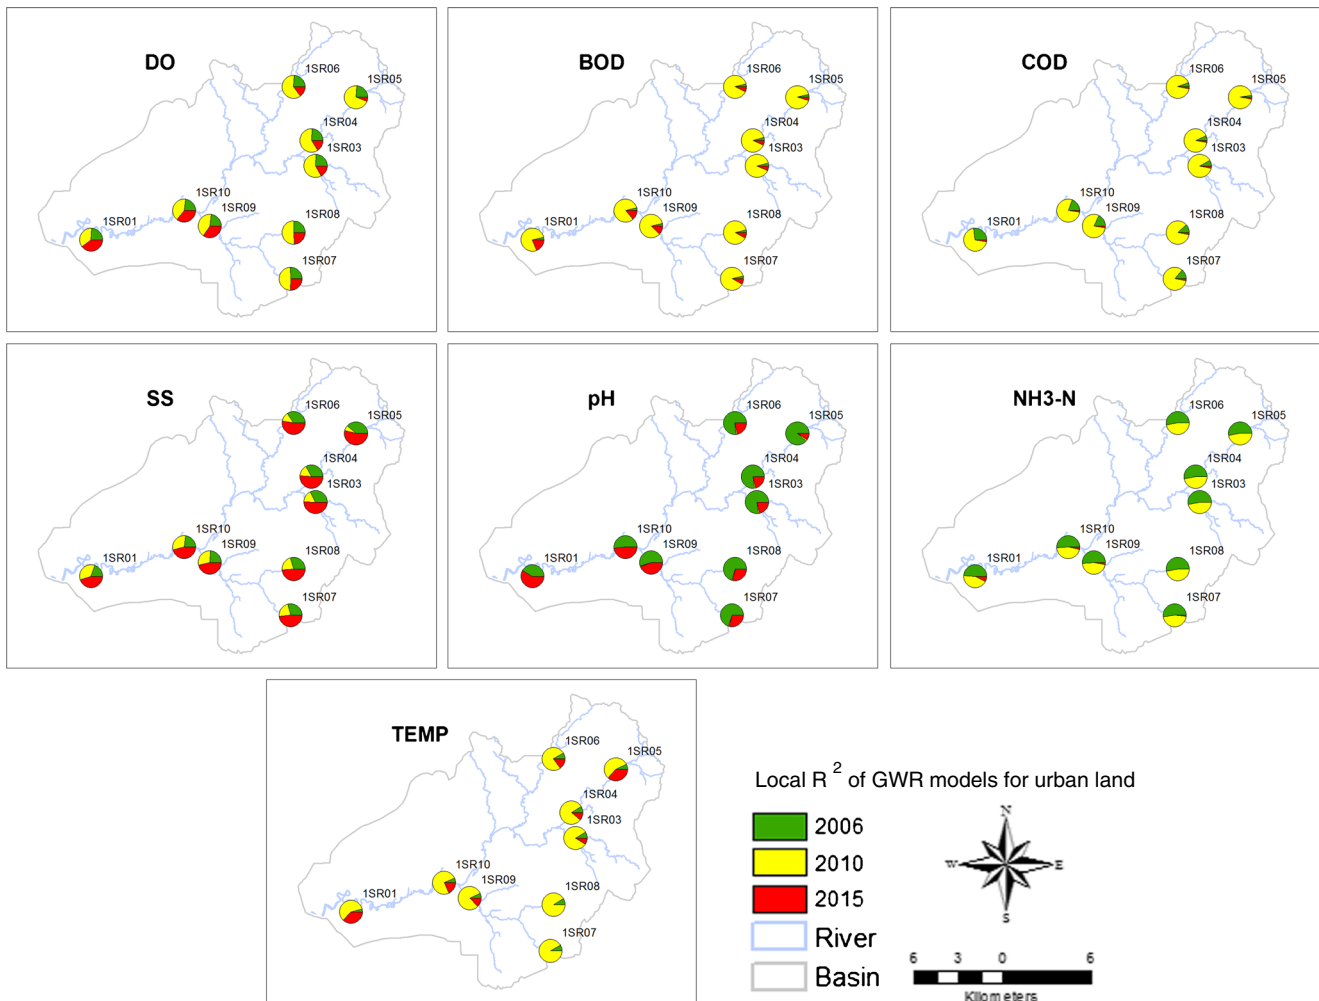 DO
1SR06
1SR05
1SR04
1SR03
1SR10
1SR09
1SR08
1SR01
1SR07
BOD
1SR06
1SR05
1SR04
1SR03
1SR10
1SR09
1SR08
1SR01
1SR07
COD
1SR06
1SR05
1SR04
1SR03
1SR10
1SR09
1SR08
1SR01
1SR07
SS
1SR06
1SR05
1SR04
1SR03
1SR10
1SR09
1SR08
1SR01
1SR07
pH
1SR06
1SR05
1SR04
1SR03
1SR10
1SR09
1SR08
1SR01
1SR07
NH3-N
1SR06
1SR05
1SR04
1SR03
1SR10
1SR09
1SR08
1SR01
1SR07
TEMP
1SR06
1SR05
1SR04
1SR03
1SR10
1SR09
1SR08
1SR01
1SR07
Local R 2 of GWR models for urban land
2006
2010
2015
River
Basin
N
W E
S
6 3 0 6
Kilometers